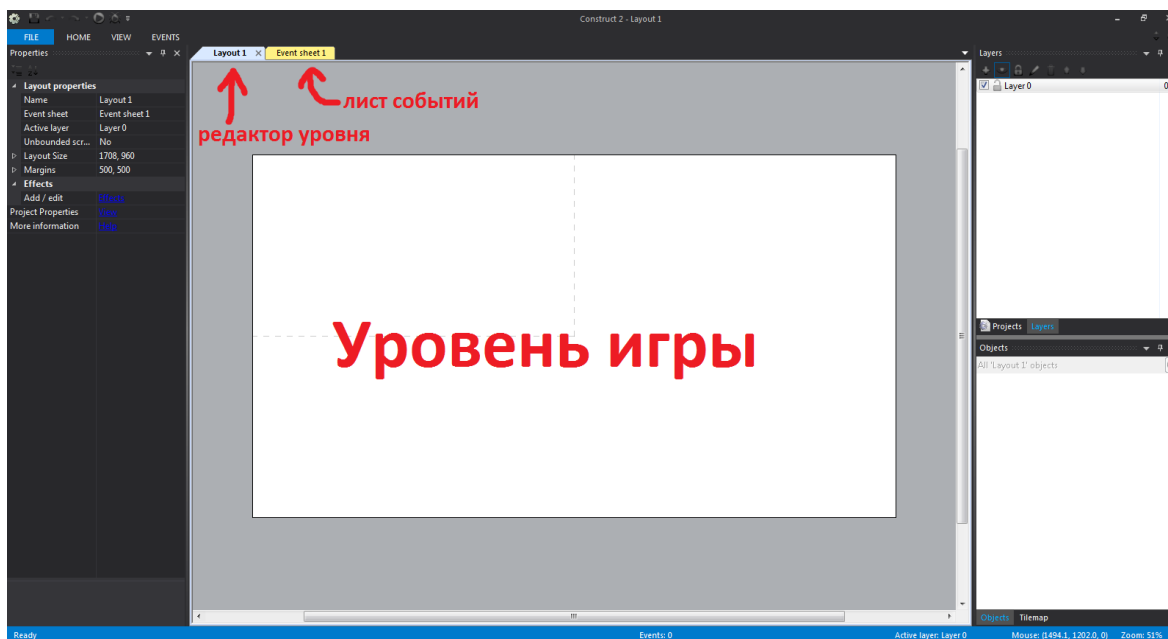 Construct 2 - Layout 1
FILE HOME VIEW EVENTS
Properties
Layout 1 Event sheet 1
Layers
Layout properties
Name Layout 1
Event sheet Event sheet 1
Active layer Layer 0
Unbounded scr... No
Layout Size 1708, 960
Margins 500, 500
Effects
Add / edit Effects
Project Properties View
More information Help
лист событий
редактор уровня
Уровень игры
Layer 0 0
Projects Layers
Objects
All 'Layout 1' objects
Objects Tilemap
Ready Events: 0 Active layer: Layer 0 Mouse: (1494.1, 1202.0, 0) Zoom: 51%